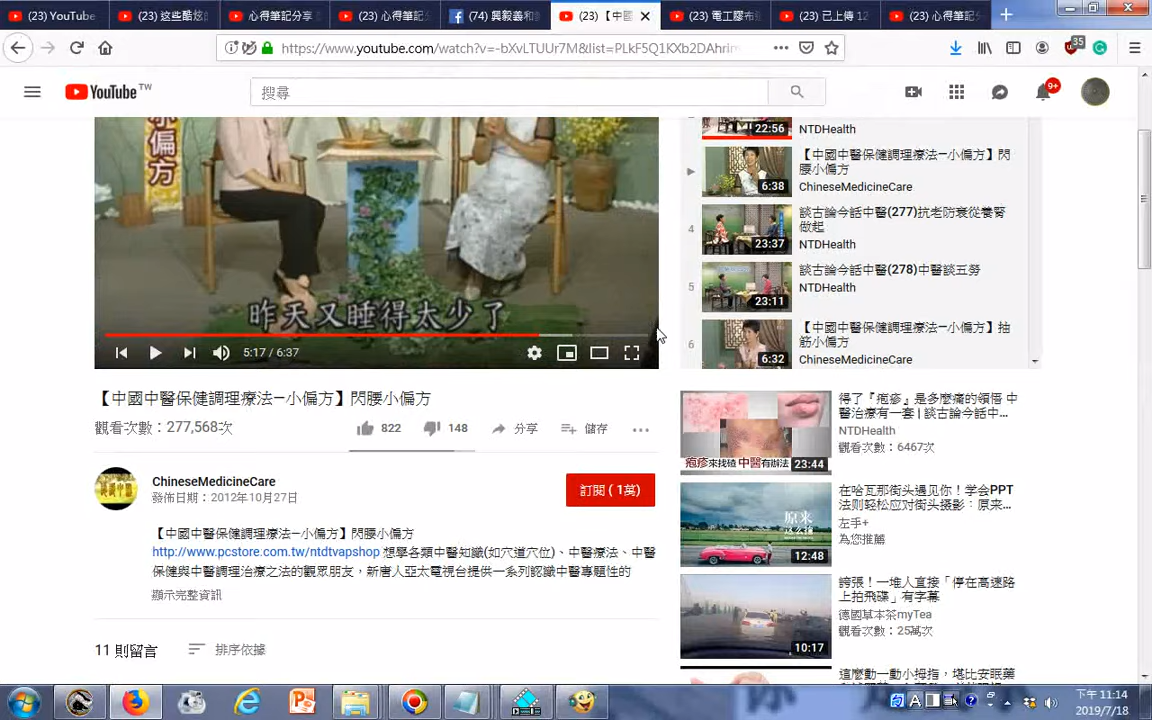 (23) YouTube
(23) 这些酷炫的
(23) 心得筆記分享
(23) 心得筆記分
(74) 吳毅義和
(23) 【中國
(23) 電工膠布
(23) 已上傳 12
(23) 心得筆記分
https://www.youtube.com/watch?v=-bXvLTUUr7M&list=PLkF5Q1KXb2DAhrim
35
YouTube TW
搜尋
9+
偏方
昨天又睡得太少了
5:17 / 6:37
22:56
NTDHealth
【中國中醫保健調理療法–小偏方】閃
腰小偏方
ChineseMedicineCare
6:38
4
談古論今話中醫(277)抗老防衰從養腎
做起
NTDHealth
23:37
5
談古論今話中醫(278)中醫談五勞
NTDHealth
23:11
6
【中國中醫保健調理療法–小偏方】抽
筋小偏方
ChineseMedicineCare
6:32
【中國中醫保健調理療法–小偏方】閃腰小偏方
觀看次數：277,568次
822
148
分享
儲存
ChineseMedicineCare
發佈日期：2012年10月27日
訂閱 ( 1萬)
【中國中醫保健調理療法–小偏方】閃腰小偏方
http://www.pcstore.com.tw/ntdtvapshop 想學各類中醫知識(如穴道穴位)、中醫療法、中醫
保健與中醫調理治療之法的觀眾朋友，新唐人亞太電視台提供一系列認識中醫專題性的
顯示完整資訊
11 則留言
排序依據
得了『疱疹』是多麼痛的領悟 中
醫治療有一套 | 談古論今話中...
NTDHealth
觀看次數：6467次
疱疹來找碴 中醫有辦法
23:44
在哈瓦那街头遇见你！学会PPT
法则轻松应对街头摄影：原来...
左手+
為您推薦
原来
12:48
誇張！一堆人直接「停在高速路
上拍飛碟」有字幕
德國草本茶myTea
觀看次數：25萬次
10:17
這麼動一動小拇指，堪比安眠藥
下午 11:14
2019/7/18